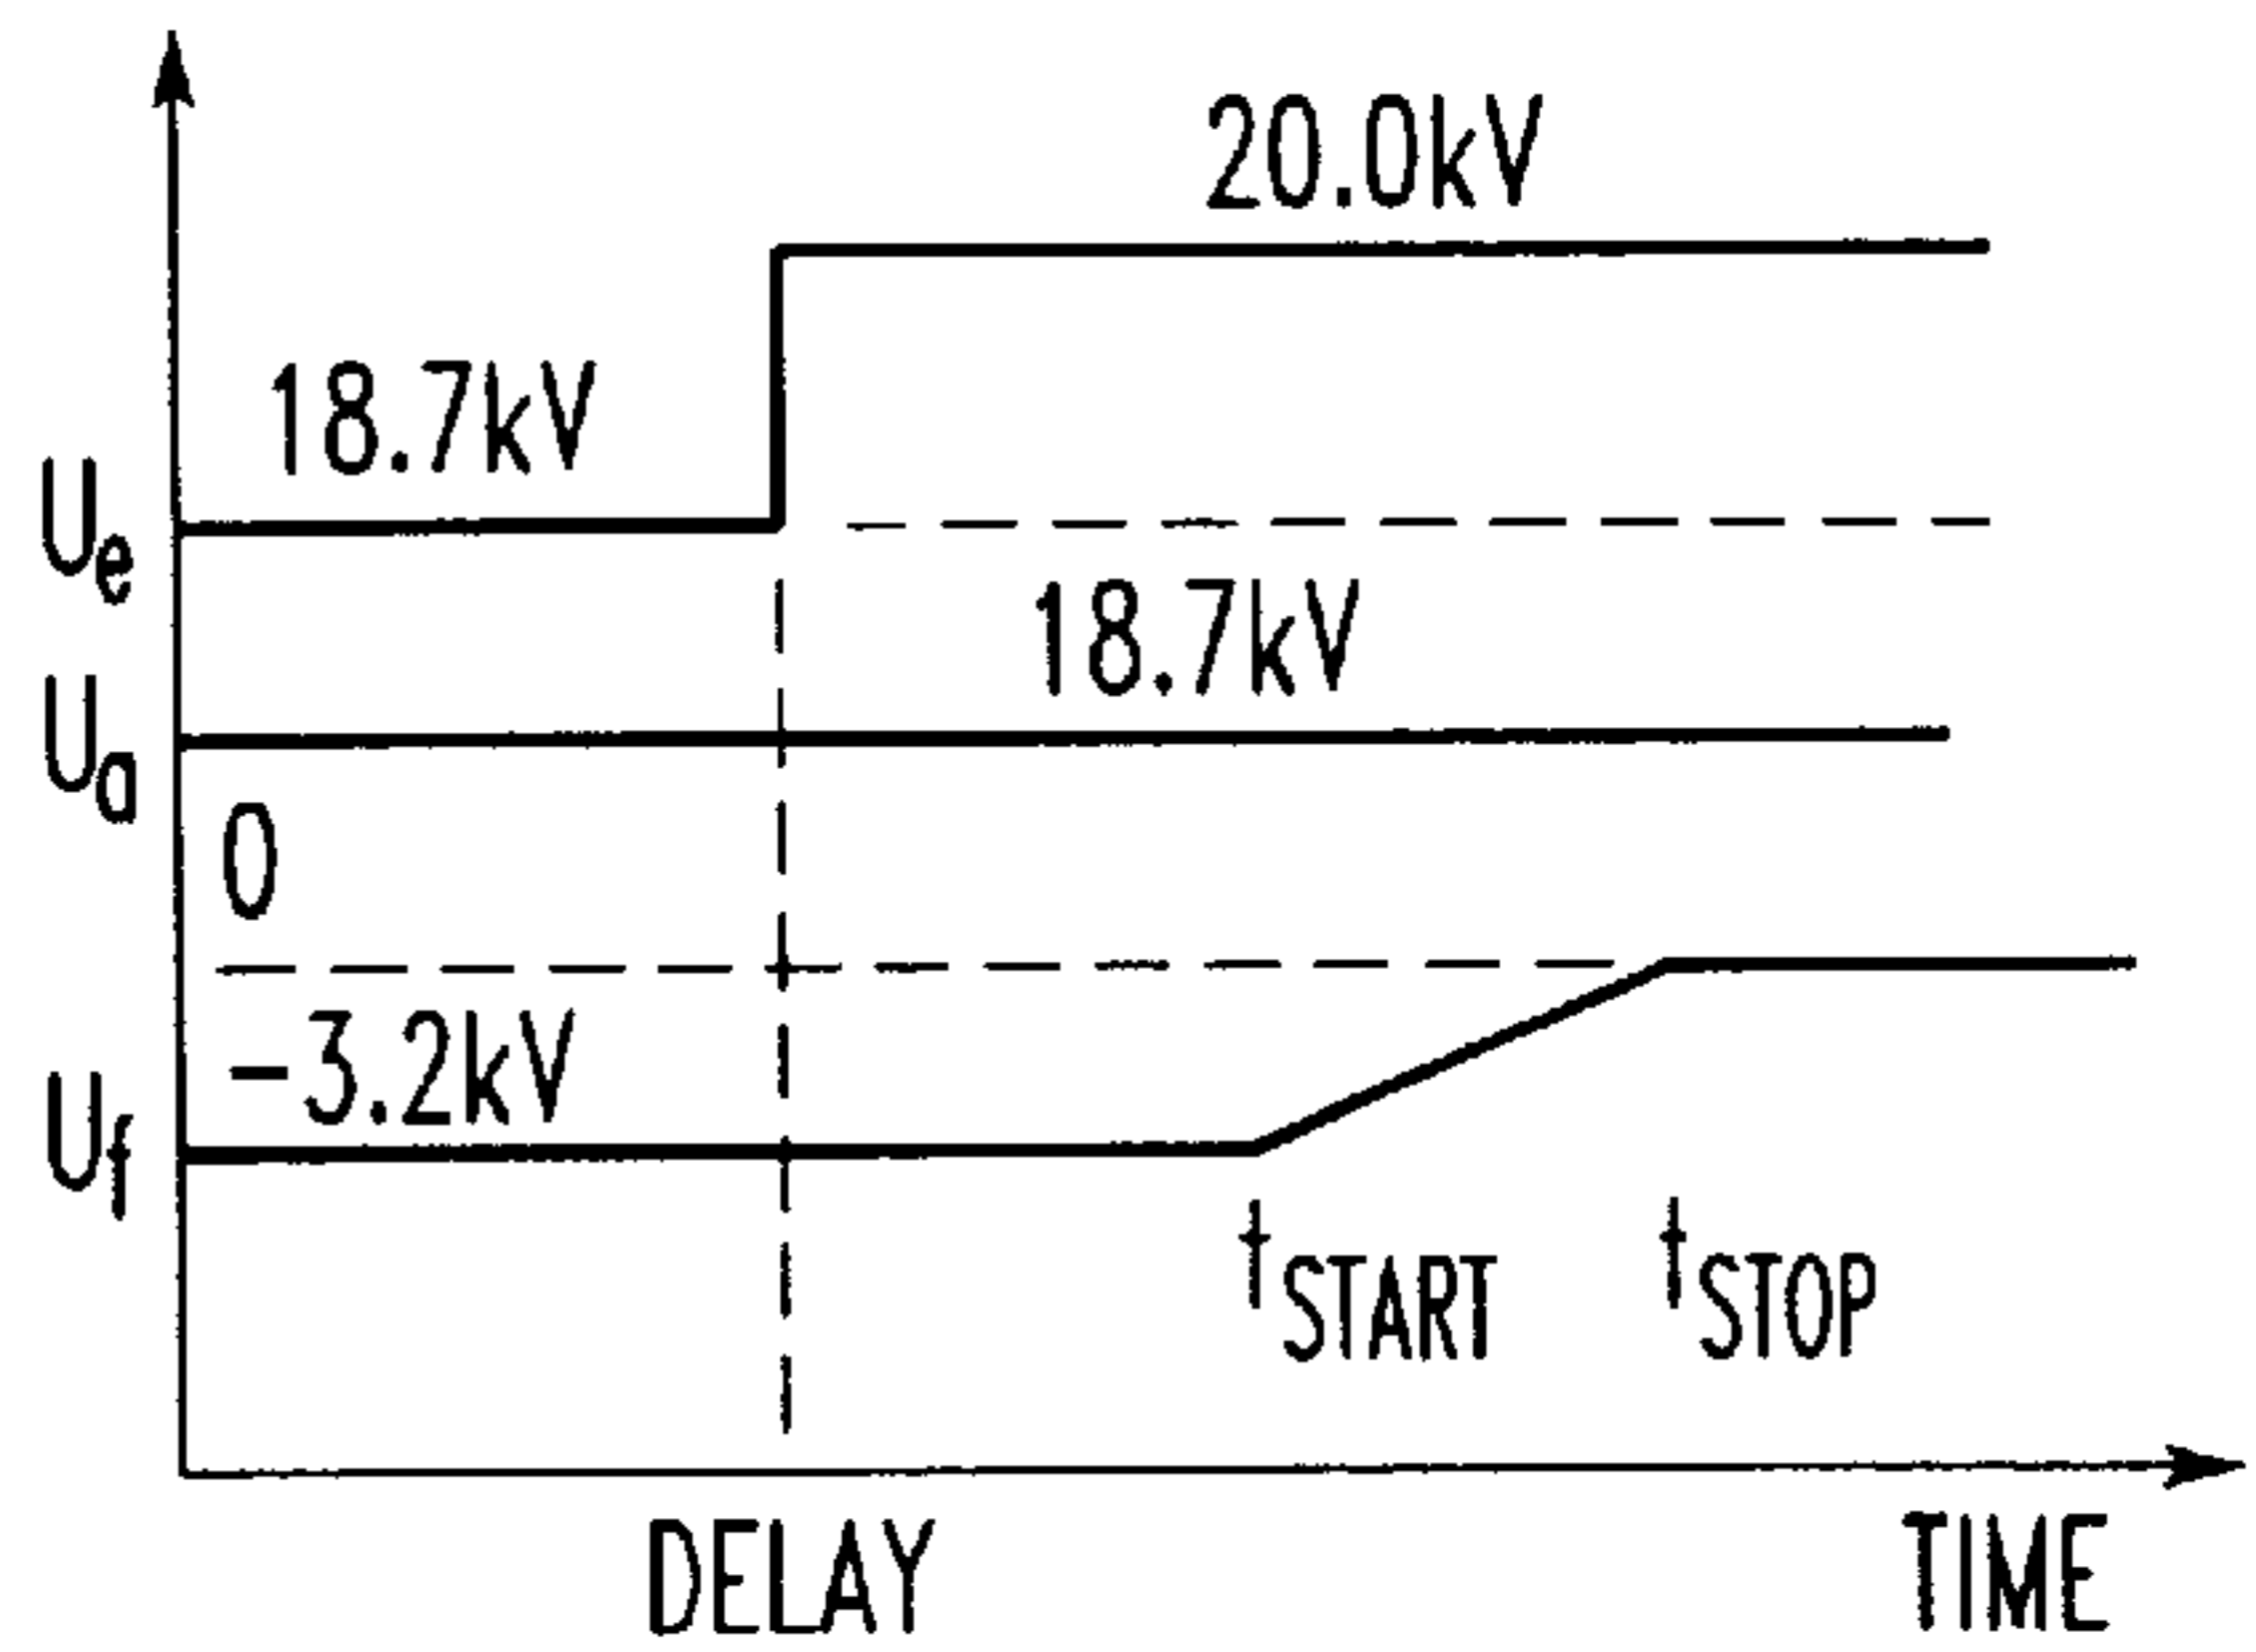 20.0kV
18.7kV
Ue
18.7kV
Ua
0
-3.2kV
Uf
tSTART
tSTOP
DELAY
TIME